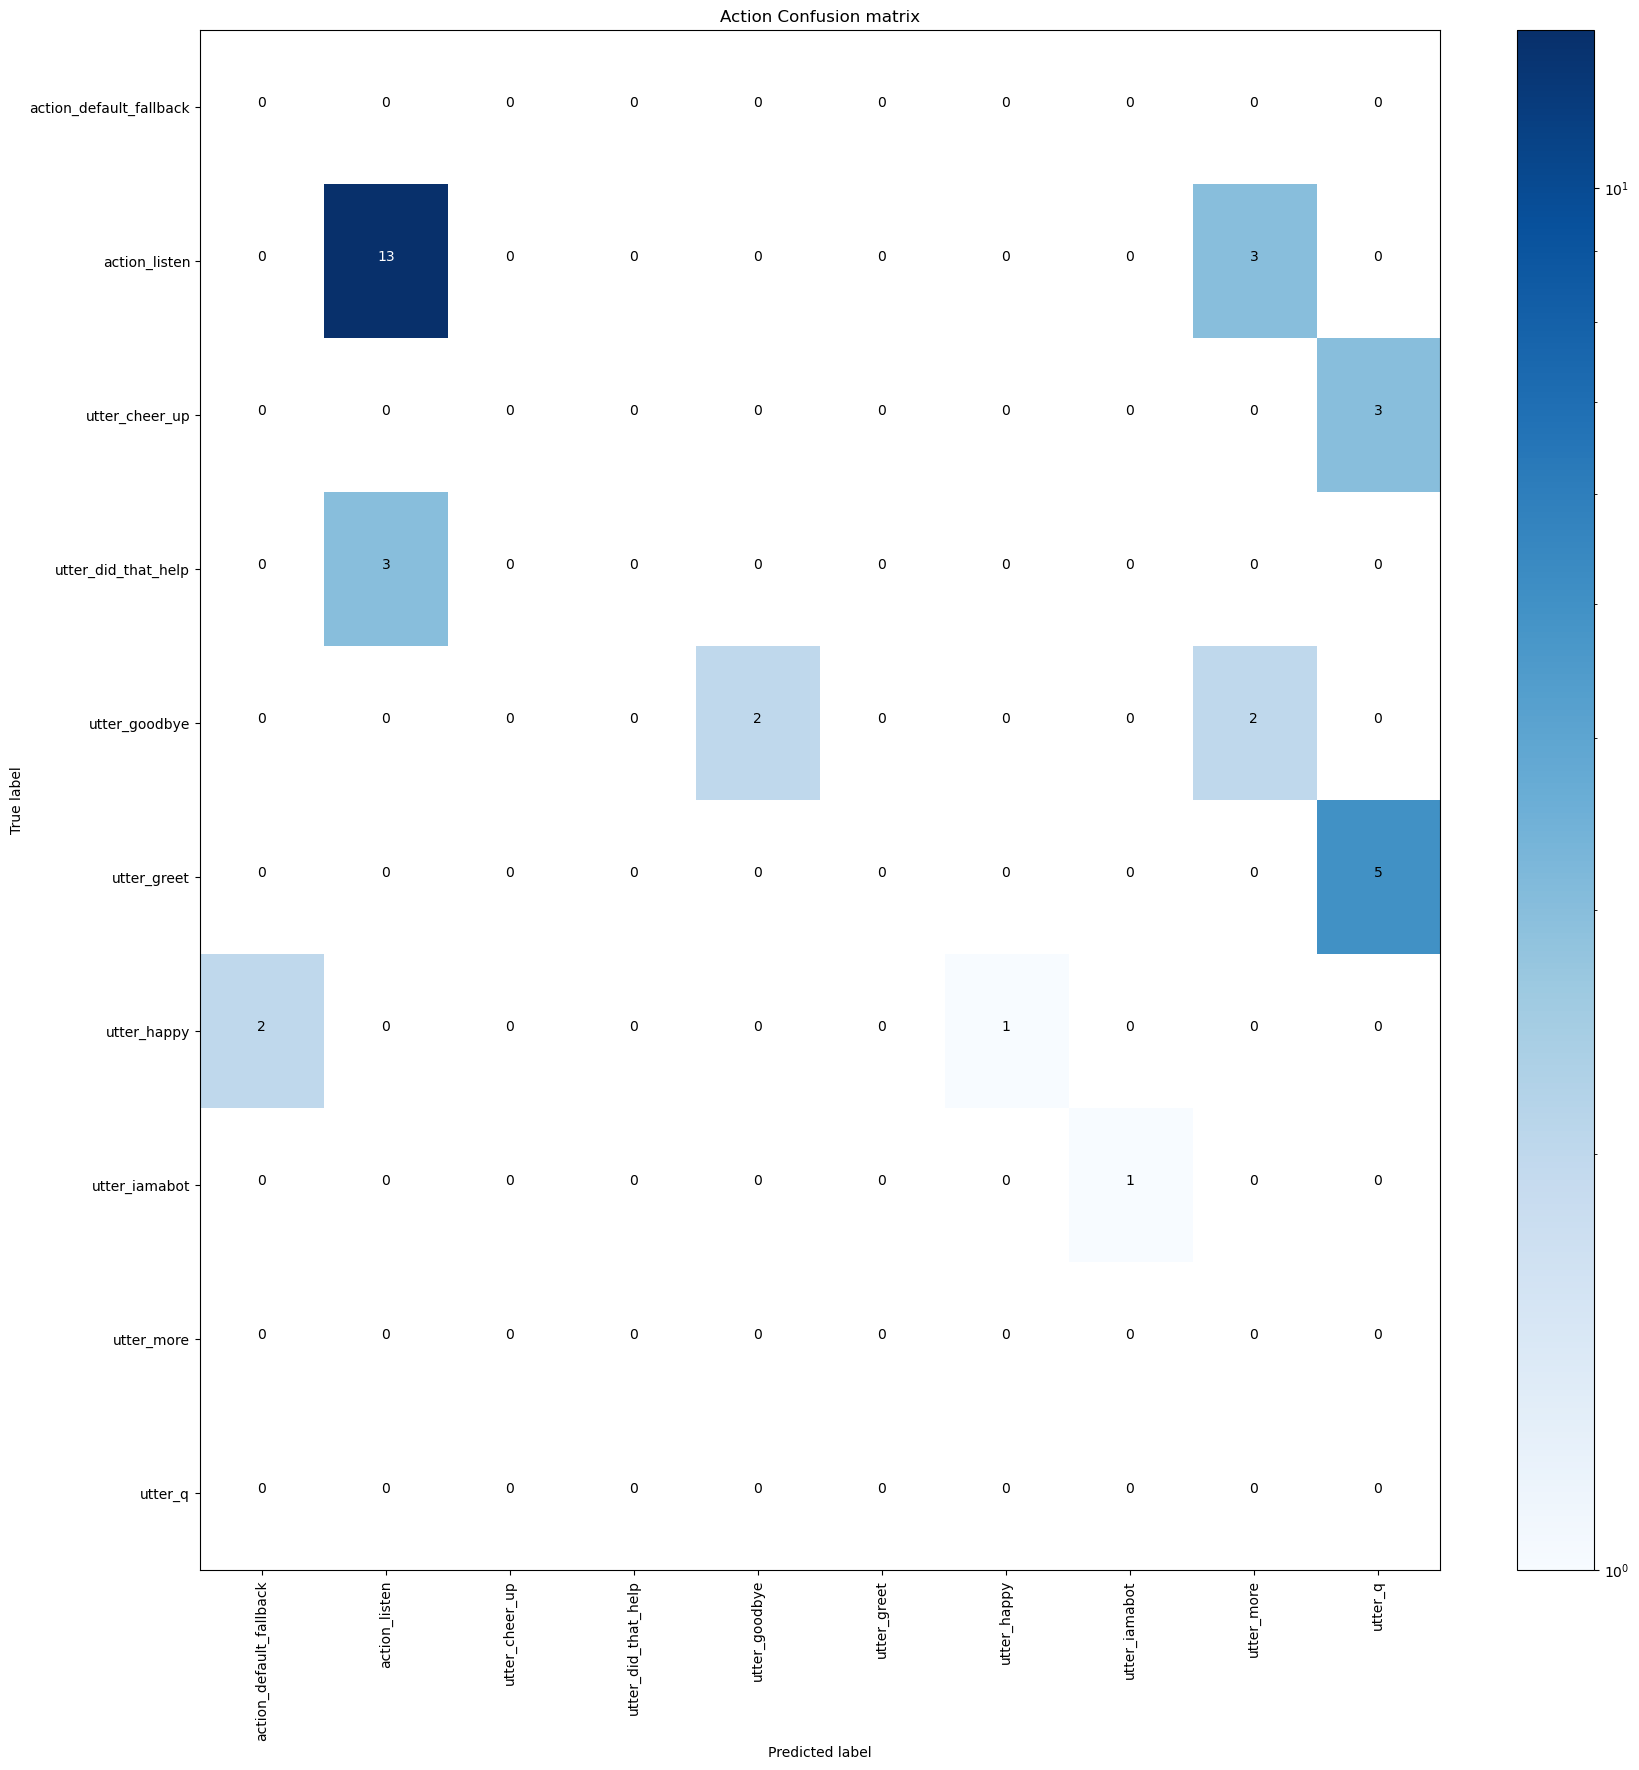 Action Confusion matrix
action_default_fallback 0 0 0 0 0 0 0 0 0 0
10¹
action_listen 0 13 0 0 0 0 0 0 3 0
utter_cheer_up 0 0 0 0 0 0 0 0 0 3
utter_did_that_help 0 3 0 0 0 0 0 0 0 0
utter_goodbye 0 0 0 0 2 0 0 0 2 0
True label
utter_greet 0 0 0 0 0 0 0 0 0 5
utter_happy 2 0 0 0 0 0 1 0 0 0
utter_iamabot 0 0 0 0 0 0 0 1 0 0
utter_more 0 0 0 0 0 0 0 0 0 0
utter_q 0 0 0 0 0 0 0 0 0 0
10⁰
action_default_fallback
action_listen
utter_cheer_up
utter_did_that_help
utter_goodbye
utter_greet
utter_happy
utter_iamabot
utter_more
utter_q
Predicted label